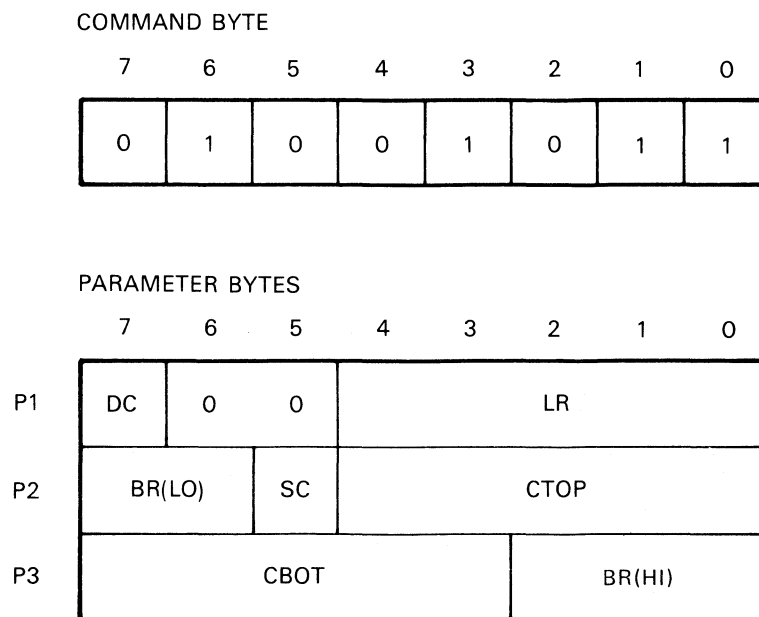 COMMAND BYTE
7 6 5 4 3 2 1 0
0 1 0 0 1 0 1 1
PARAMETER BYTES
7 6 5 4 3 2 1 0
P1 DC 0 0 LR
P2 BR(LO) SC CTOP
P3 CBOT BR(HI)